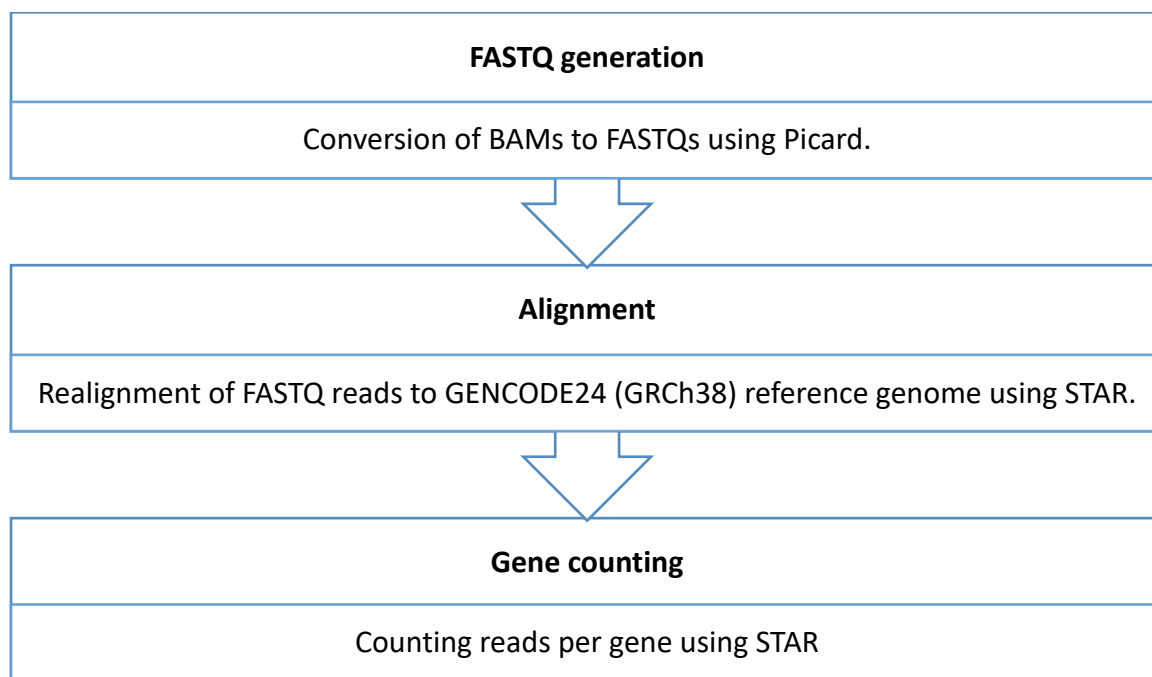 FASTQ generation
Conversion of BAMs to FASTQs using Picard.
Alignment
Realignment of FASTQ reads to GENCODE24 (GRCh38) reference genome using STAR.
Gene counting
Counting reads per gene using STAR